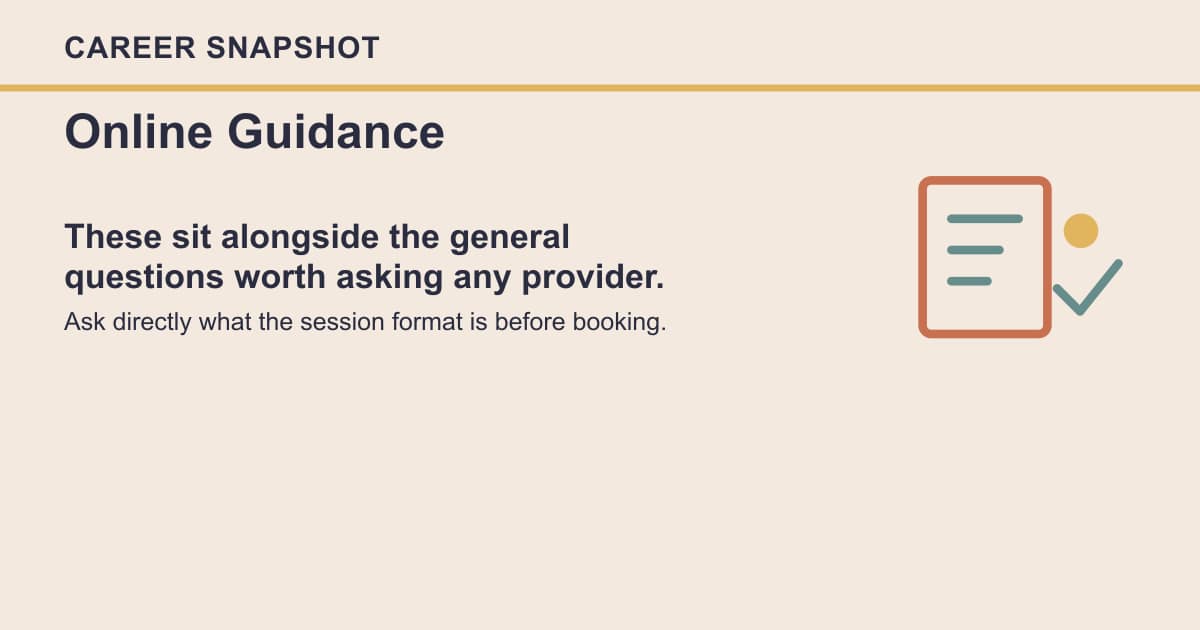 CAREER SNAPSHOT
Online Guidance
These sit alongside the general
questions worth asking any provider.
Ask directly what the session format is before booking.